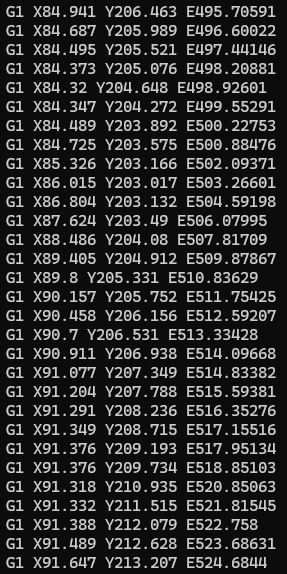 G1 X84.941 Y206.463 E495.70591
G1 X84.687 Y205.989 E496.60022
G1 X84.495 Y205.521 E497.44146
G1 X84.373 Y205.076 E498.20881
G1 X84.32 Y204.648 E498.92601
G1 X84.347 Y204.272 E499.55291
G1 X84.489 Y203.892 E500.22753
G1 X84.725 Y203.575 E500.88476
G1 X85.326 Y203.166 E502.09371
G1 X86.015 Y203.017 E503.26601
G1 X86.804 Y203.132 E504.59198
G1 X87.624 Y203.49 E506.07995
G1 X88.486 Y204.08 E507.81709
G1 X89.405 Y204.912 E509.87867
G1 X89.8 Y205.331 E510.83629
G1 X90.157 Y205.752 E511.75425
G1 X90.458 Y206.156 E512.59207
G1 X90.7 Y206.531 E513.33428
G1 X90.911 Y206.938 E514.09668
G1 X91.077 Y207.349 E514.83382
G1 X91.204 Y207.788 E515.59381
G1 X91.291 Y208.236 E516.35276
G1 X91.349 Y208.715 E517.15516
G1 X91.376 Y209.193 E517.95134
G1 X91.376 Y209.734 E518.85103
G1 X91.318 Y210.935 E520.85063
G1 X91.332 Y211.515 E521.81545
G1 X91.388 Y212.079 E522.758
G1 X91.489 Y212.628 E523.68631
G1 X91.647 Y213.207 E524.6844